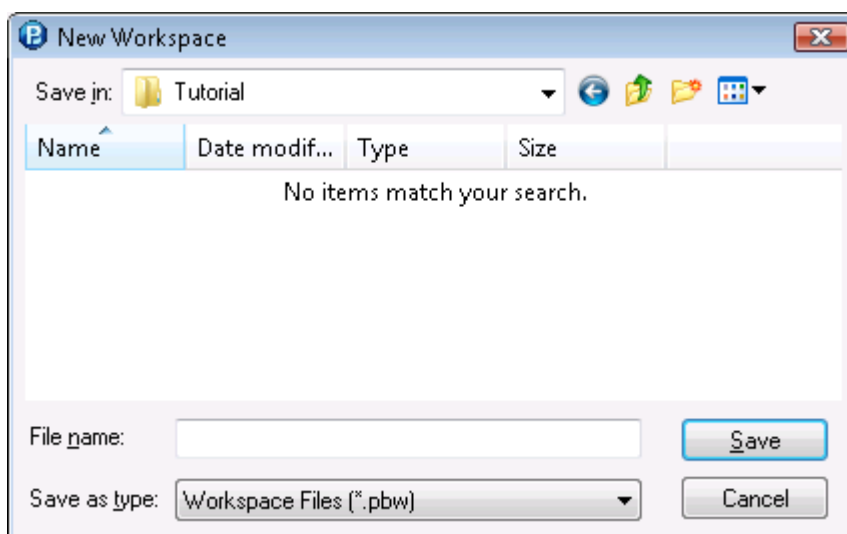 New Workspace
Save in: Tutorial
Name Date modif... Type Size
No items match your search.
File name:
Save
Save as type: Workspace Files (*.pbw)
Cancel